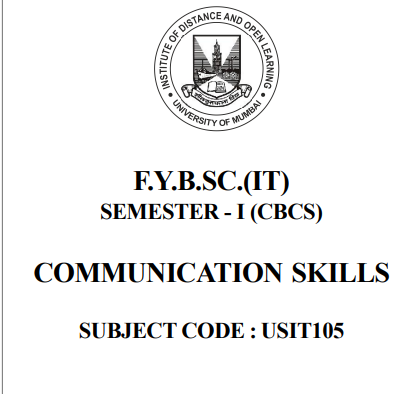 INSTITUTE OF DISTANCE AND OPEN LEARNING
• UNIVERSITY OF MUMBAI •
F.Y.B.SC.(IT)
SEMESTER - I (CBCS)
COMMUNICATION SKILLS
SUBJECT CODE : USIT105